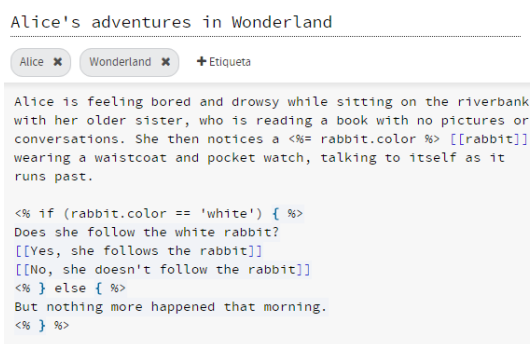 Alice's adventures in Wonderland
Alice ✖ Wonderland ✖ + Etiqueta
Alice is feeling bored and drowsy while sitting on the riverbank
with her older sister, who is reading a book with no pictures or
conversations. She then notices a <%= rabbit.color %> [[rabbit]]
wearing a waistcoat and pocket watch, talking to itself as it
runs past.

<% if (rabbit.color == 'white') { %>
Does she follow the white rabbit?
[[Yes, she follows the rabbit]]
[[No, she doesn't follow the rabbit]]
<% } else { %>
But nothing more happened that morning.
<% } %>